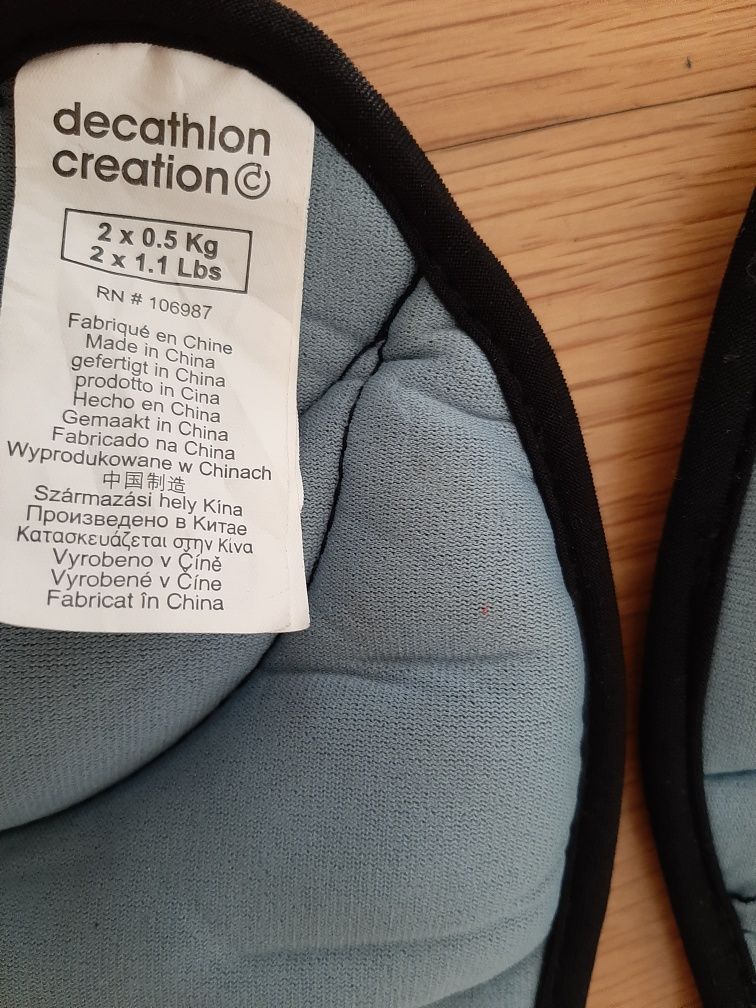 decathlon
creation©
2 x 0.5 Kg
2 x 1.1 Lbs
RN # 106987
Fabriqué en Chine
Made in China
gefertigt in China
prodotto in Cina
Hecho en China
Gemaakt in China
Fabricado na China
Wyprodukowane w Chinach
中国制造
Származási hely Kína
Произведено в Китае
Κατασκευάζεται στην Κίνα
Vyrobeno v Číně
Vyrobené v Číne
Fabricat în China